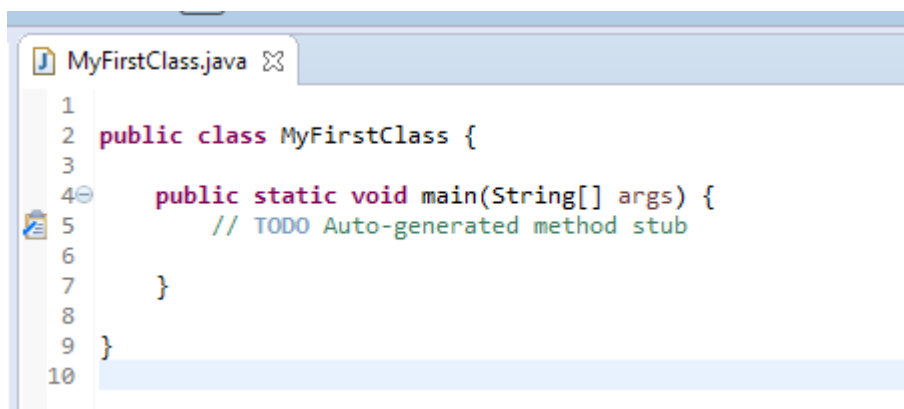 MyFirstClass.java
1
2 public class MyFirstClass {
3
4     public static void main(String[] args) {
5         // TODO Auto-generated method stub
6
7     }
8
9 }
10